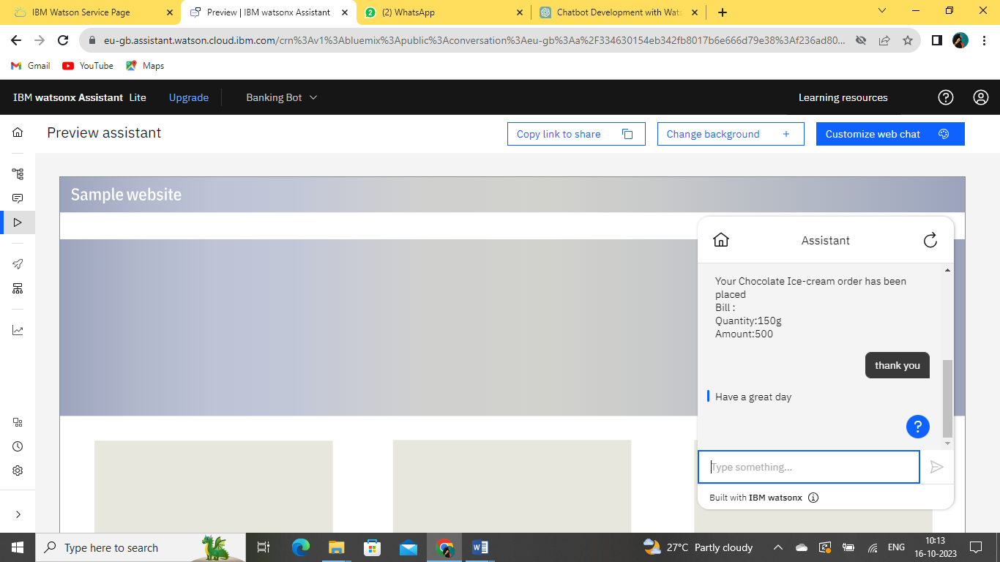 IBM Watson Service Page
Preview | IBM watsonx Assistant
2
(2) WhatsApp
Chatbot Development with Wats
eu-gb.assistant.watson.cloud.ibm.com/crn%3Av1%3Abluemix%3Apublic%3Aconversation%3Aeu-gb%3Aa%2F334630154eb342fb8017b6e666d79e38%3Af236ad80...
Gmail
YouTube
Maps
IBM watsonx Assistant Lite
Upgrade
Banking Bot
Learning resources
Preview assistant
Copy link to share
Change background +
Customize web chat
Sample website
Assistant
Your Chocolate Ice-cream order has been
placed
Bill :
Quantity:150g
Amount:500
thank you
Have a great day
?
Type something...
Built with IBM watsonx
Type here to search
27°C Partly cloudy
ENG
10:13
16-10-2023